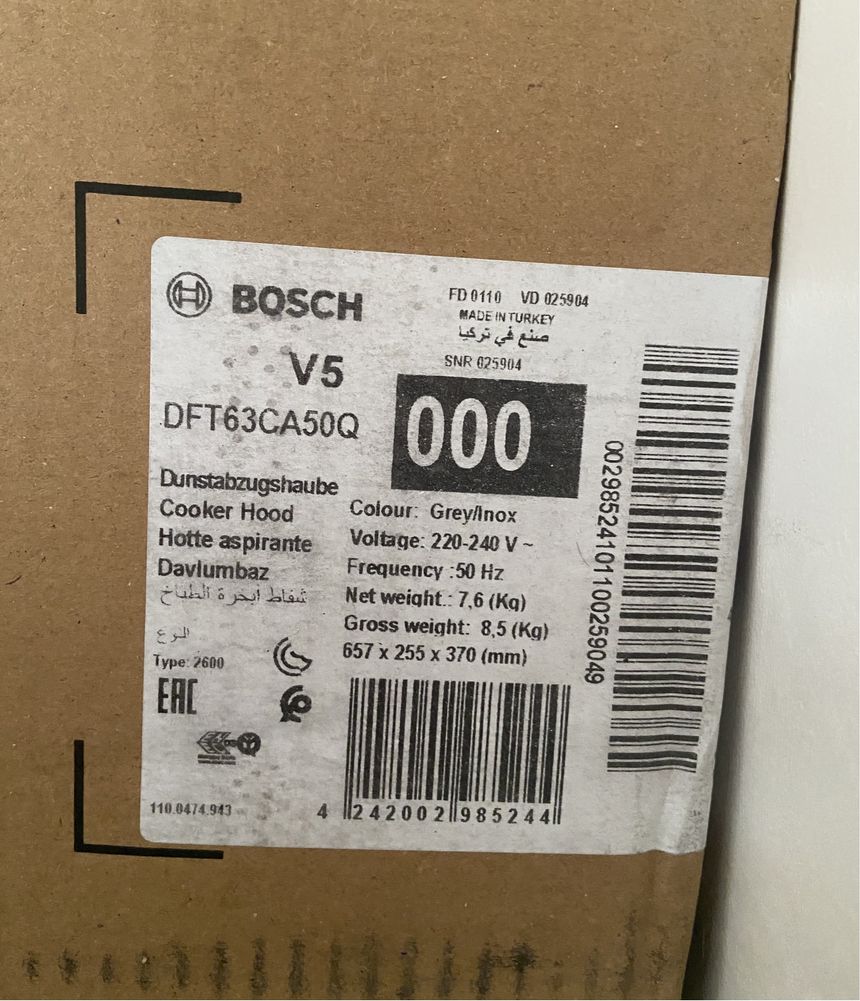 BOSCH
V5
DFT63CA50Q
FD 0110 VD 025904
MADE IN TURKEY
صنع في تركيا
SNR 025904
000
Dunstabzugshaube
Cooker Hood
Hotte aspirante
Davlumbaz
شفاط ابخرة الطباخ
Colour: Grey/Inox
Voltage: 220-240 V ~
Frequency :50 Hz
Net weight.: 7,6 (Kg)
Gross weight: 8,5 (Kg)
657 x 255 x 370 (mm)
Type: 2600
EAC
110.0474.943
4 242002 985244
00298524101100259049